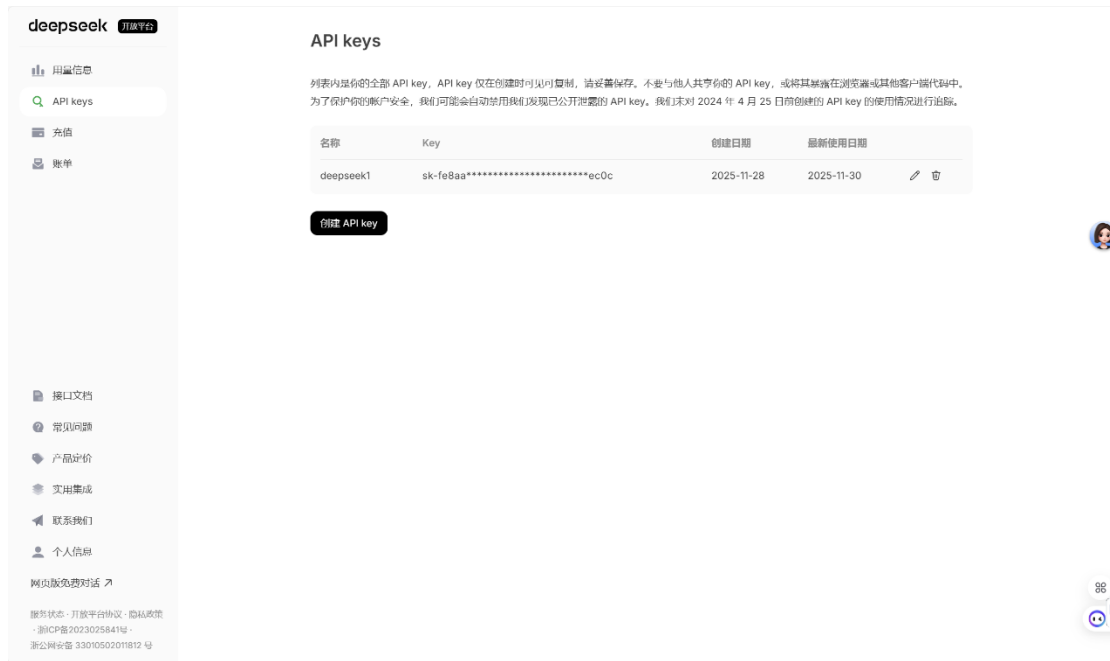 deepseek 开放平台
用量信息
API keys
充值
账单
接口文档
常见问题
产品定价
实用集成
联系我们
个人信息
网页版免费对话
服务状态 · 开放平台协议 · 隐私政策
· 浙ICP备2023025841号 ·
浙公网安备 33010502011812 号
API keys
列表内是你的全部 API key，API key 仅在创建时可见可复制，请妥善保存。不要与他人共享你的 API key，或将其暴露在浏览器或其他客户端代码中。
为了保护你的帐户安全，我们可能会自动禁用我们发现已公开泄露的 API key。我们未对 2024 年 4 月 25 日前创建的 API key 的使用情况进行追踪。
名称 Key 创建日期 最新使用日期
deepseek1 sk-fe8aa***********************ec0c 2025-11-28 2025-11-30
创建 API key